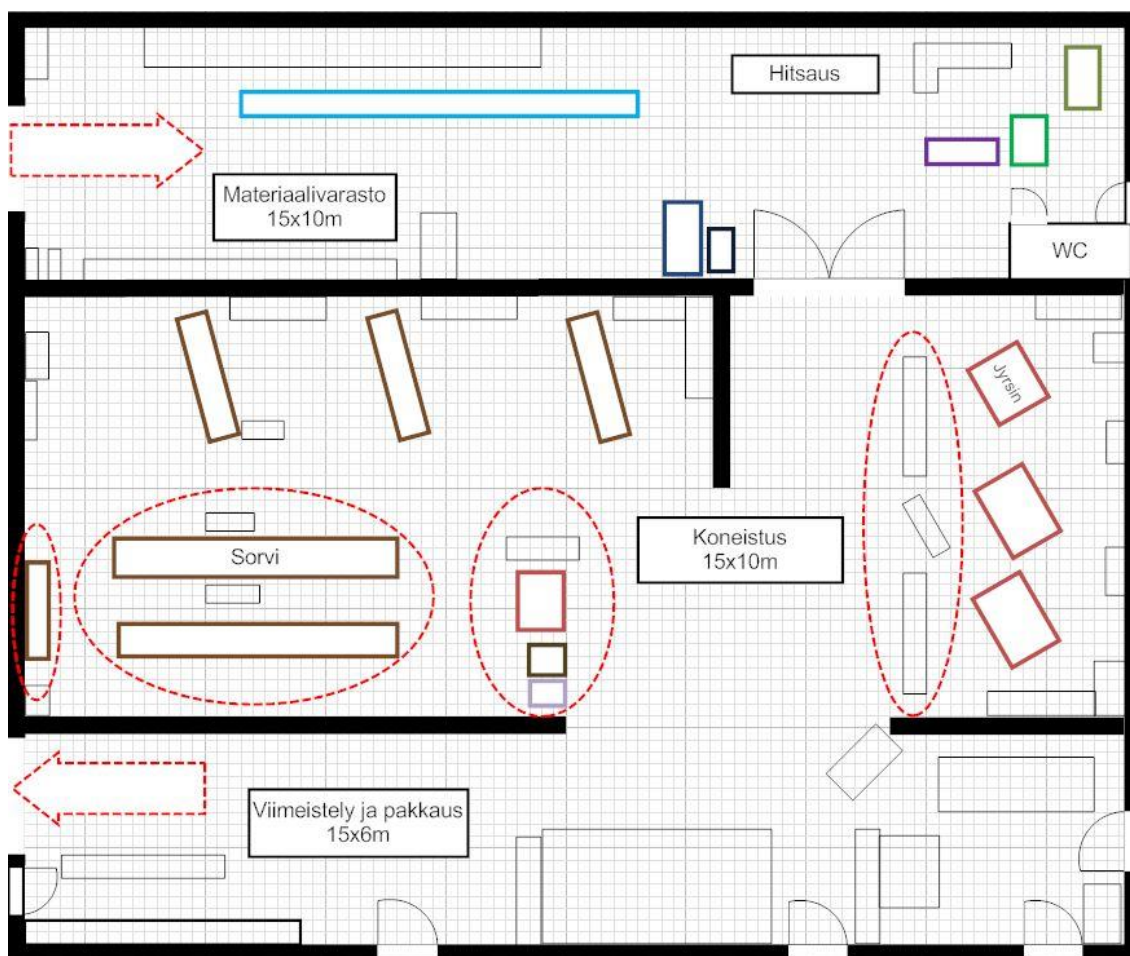 Hitsaus
Materiaalivarasto
15x10m
WC
Jyrsin
Sorvi
Koneistus
15x10m
Viimeistely ja pakkaus
15x6m